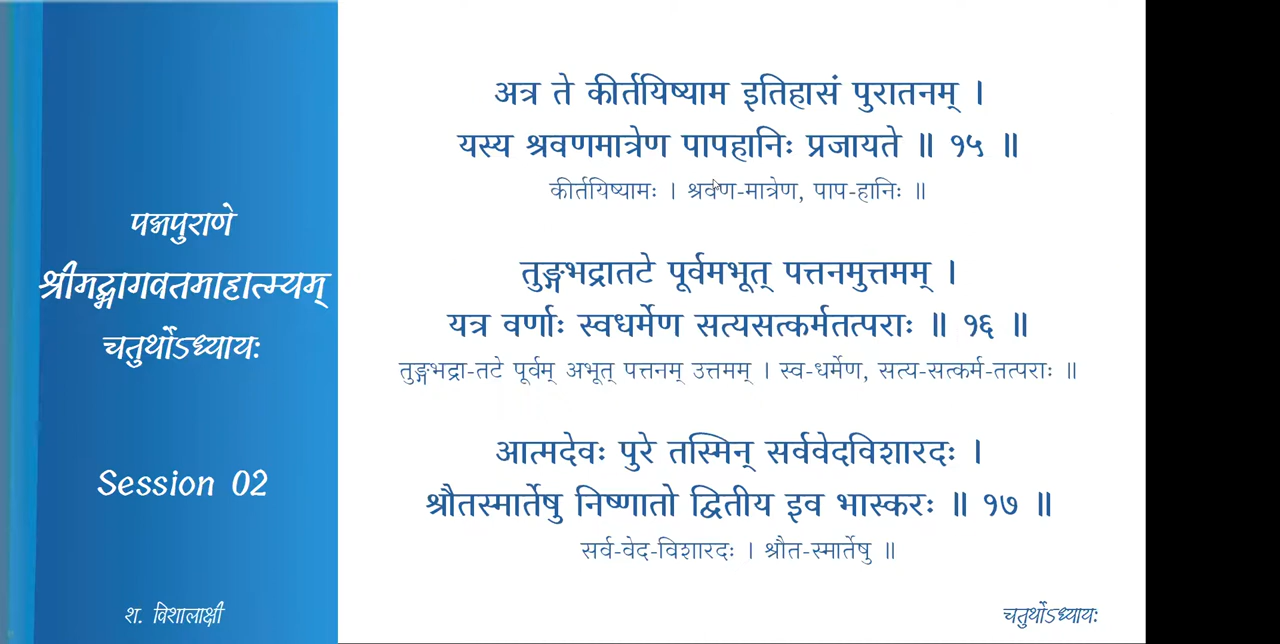 पद्मपुराणे
श्रीमद्भागवतमाहात्म्यम्
चतुर्थोऽध्यायः
Session 02
श. विशालाक्षी
अत्र ते कीर्तयिष्याम इतिहासं पुरातनम् ।
यस्य श्रवणमात्रेण पापहानिः प्रजायते ॥ १५ ॥
कीर्तयिष्यामः । श्रवण-मात्रेण, पाप-हानिः ॥
तुङ्गभद्रातटे पूर्वमभूत् पत्तनमुत्तमम् ।
यत्र वर्णाः स्वधर्मेण सत्यसत्कर्मतत्पराः ॥ १६ ॥
तुङ्गभद्रा-तटे पूर्वम् अभूत् पत्तनम् उत्तमम् । स्व-धर्मेण, सत्य-सत्कर्म-तत्पराः ॥
आत्मदेवः पुरे तस्मिन् सर्ववेदविशारदः ।
श्रौतस्मार्तेषु निष्णातो द्वितीय इव भास्करः ॥ १७ ॥
सर्व-वेद-विशारदः । श्रौत-स्मार्तेषु ॥
चतुर्थोऽध्यायः